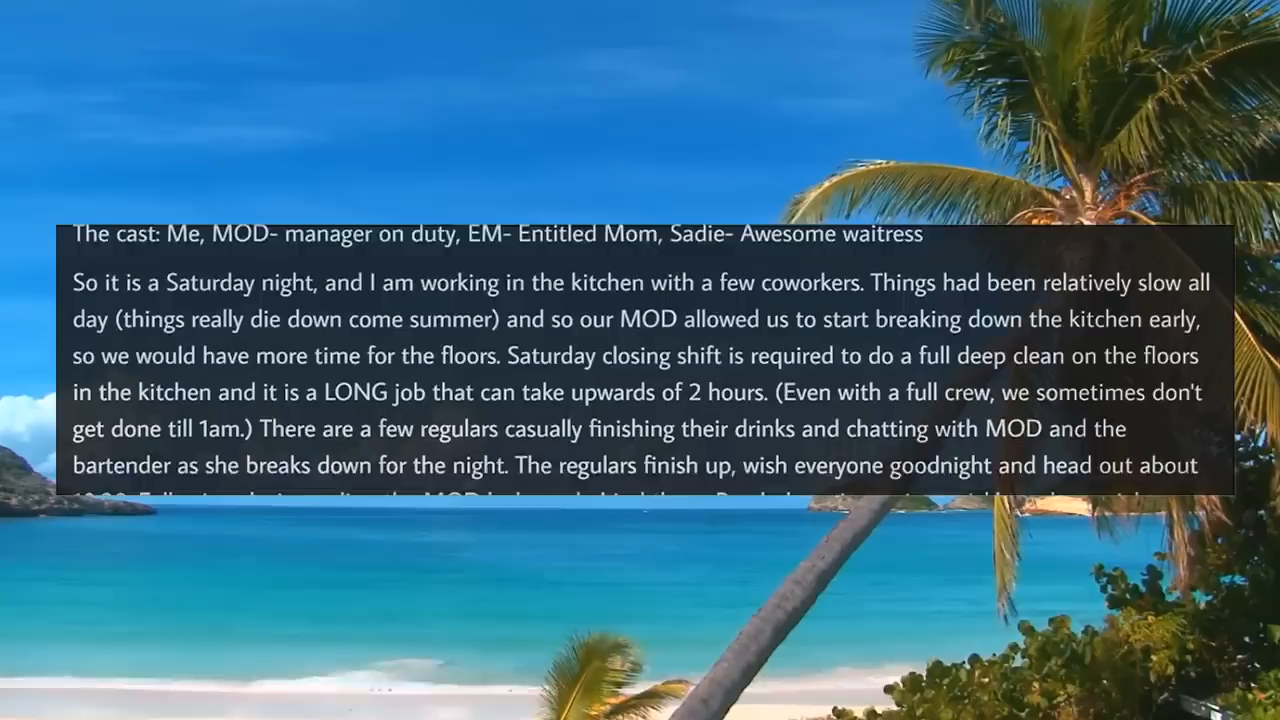 The cast: Me, MOD- manager on duty, EM- Entitled Mom, Sadie- Awesome waitress
So it is a Saturday night, and I am working in the kitchen with a few coworkers. Things had been relatively slow all
day (things really die down come summer) and so our MOD allowed us to start breaking down the kitchen early,
so we would have more time for the floors. Saturday closing shift is required to do a full deep clean on the floors
in the kitchen and it is a LONG job that can take upwards of 2 hours. (Even with a full crew, we sometimes don't
get done till 1am.) There are a few regulars casually finishing their drinks and chatting with MOD and the
bartender as she breaks down for the night. The regulars finish up, wish everyone goodnight and head out about